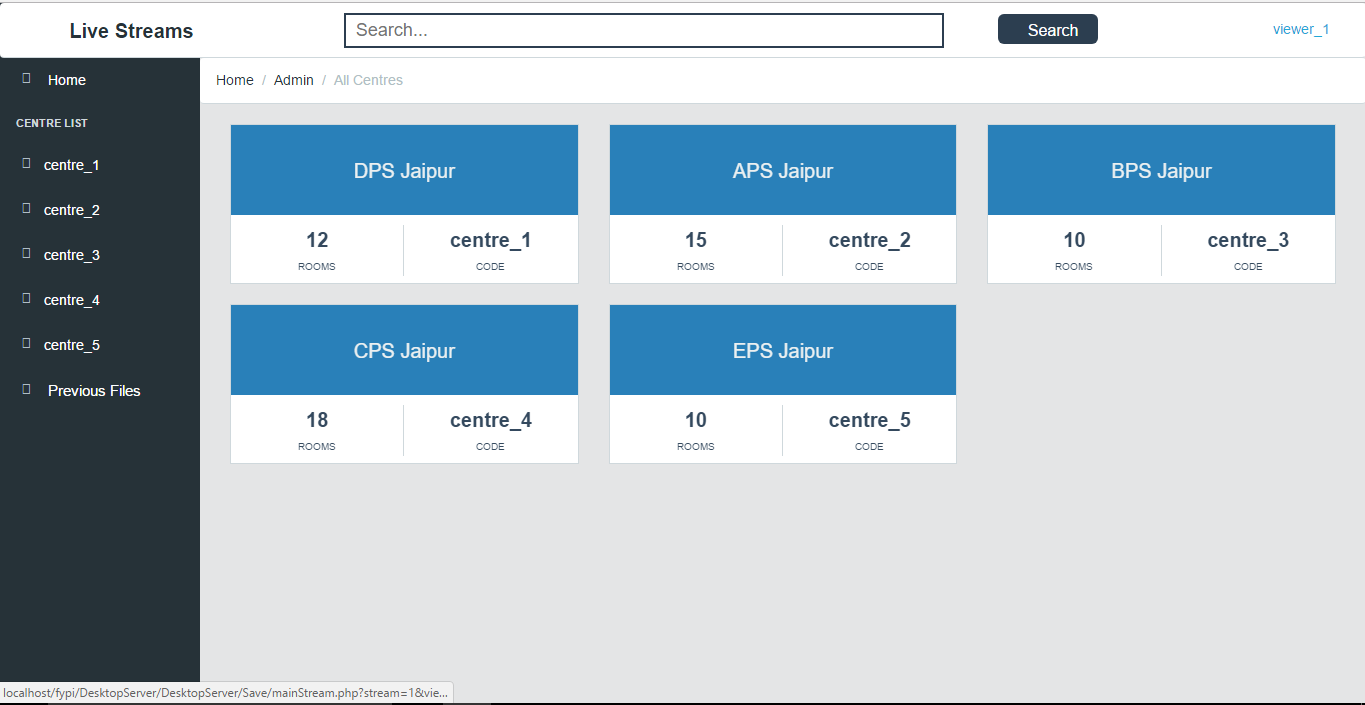 Live Streams
Search...
Search
viewer_1
Home
Home / Admin / All Centres
CENTRE LIST
centre_1
centre_2
centre_3
centre_4
centre_5
Previous Files
DPS Jaipur
12
ROOMS
centre_1
CODE
APS Jaipur
15
ROOMS
centre_2
CODE
BPS Jaipur
10
ROOMS
centre_3
CODE
CPS Jaipur
18
ROOMS
centre_4
CODE
EPS Jaipur
10
ROOMS
centre_5
CODE
localhost/fypi/DesktopServer/DesktopServer/Save/mainStream.php?stream=1&vie...